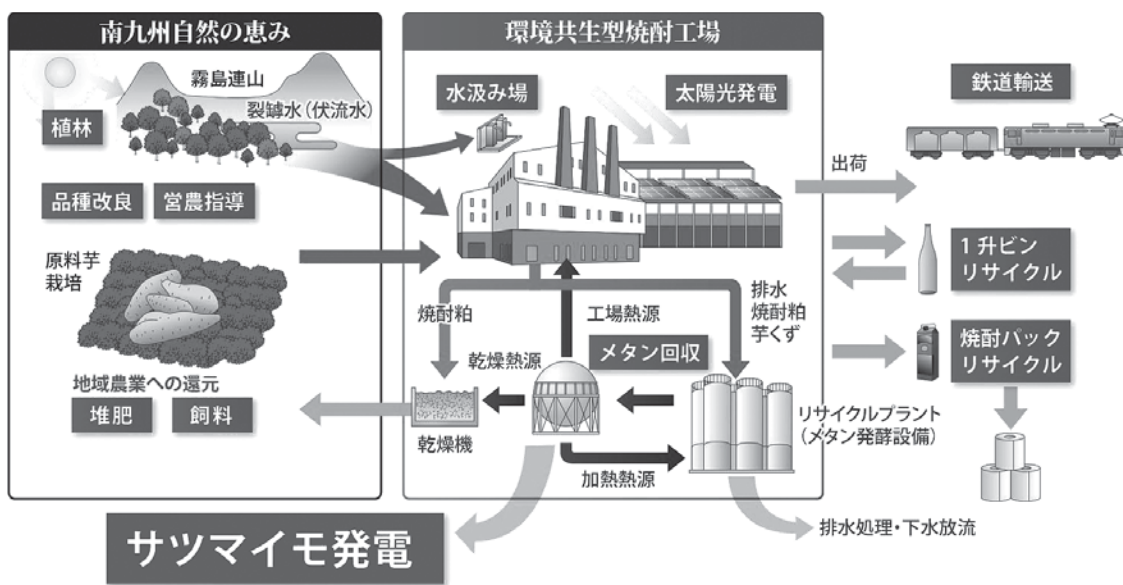 南九州自然の恵み
霧島連山
裂罅水(伏流水)
植林
品種改良
営農指導
原料芋
栽培
地域農業への還元
堆肥
飼料
環境共生型焼酎工場
水汲み場
太陽光発電
焼酎粕
工場熱源
排水
焼酎粕
芋くず
メタン回収
乾燥熱源
乾燥機
加熱熱源
リサイクルプラント
(メタン発酵設備)
鉄道輸送
出荷
1升ビン
リサイクル
焼酎パック
リサイクル
排水処理・下水放流
サツマイモ発電